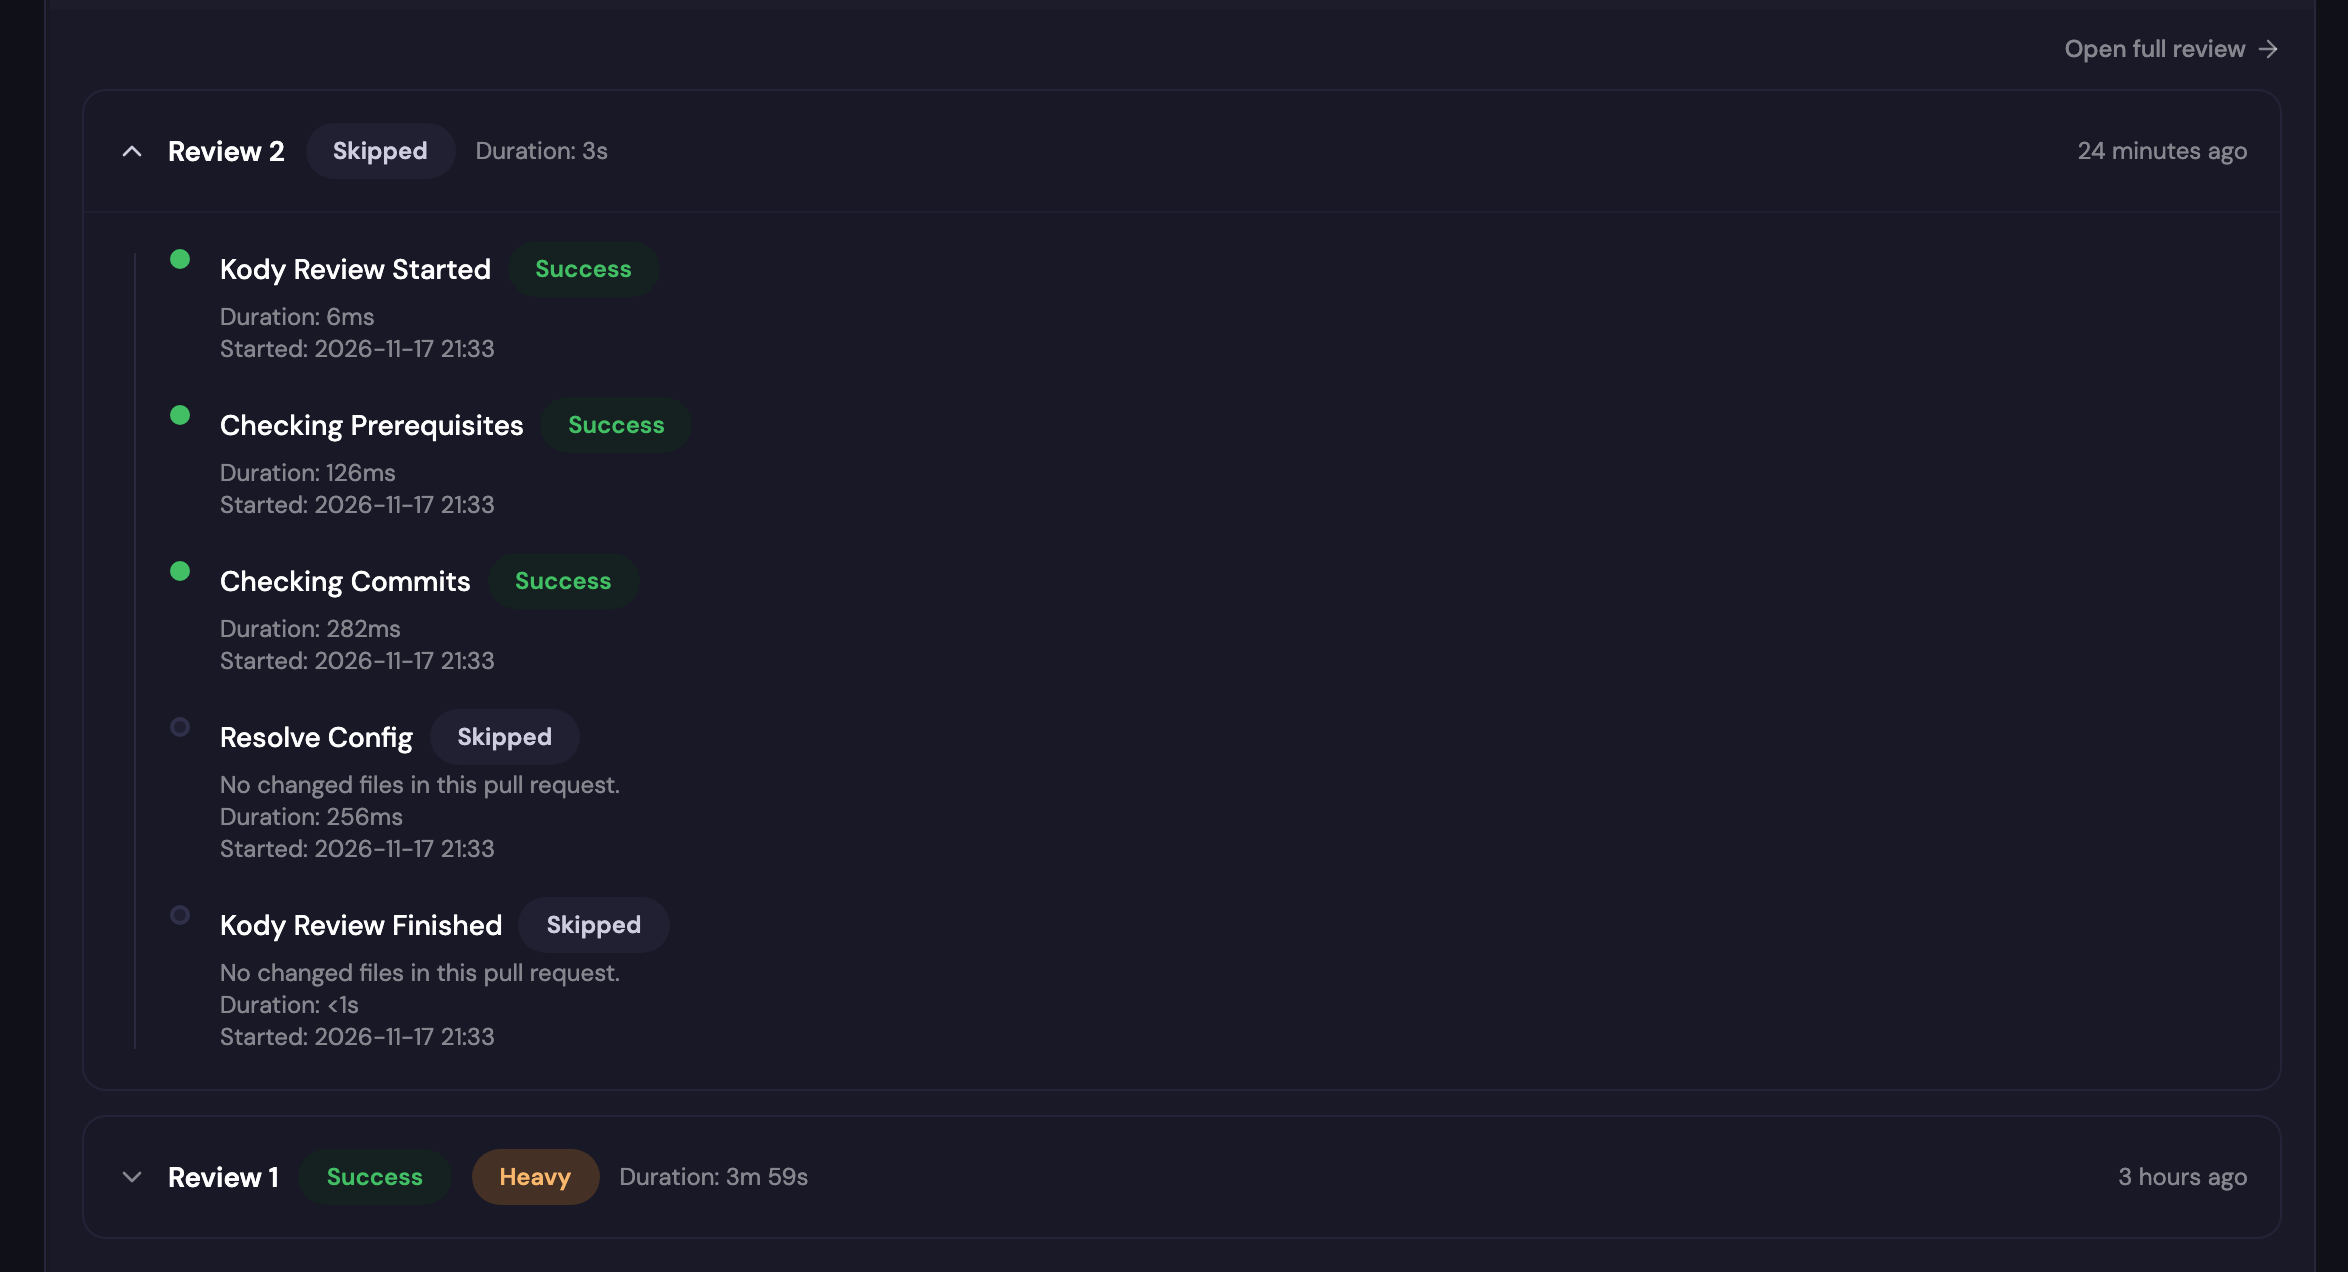 Open full review →
Review 2 Skipped Duration: 3s 24 minutes ago
Kody Review Started Success
Duration: 6ms
Started: 2026-11-17 21:33
Checking Prerequisites Success
Duration: 126ms
Started: 2026-11-17 21:33
Checking Commits Success
Duration: 282ms
Started: 2026-11-17 21:33
Resolve Config Skipped
No changed files in this pull request.
Duration: 256ms
Started: 2026-11-17 21:33
Kody Review Finished Skipped
No changed files in this pull request.
Duration: <1s
Started: 2026-11-17 21:33
Review 1 Success Heavy Duration: 3m 59s 3 hours ago